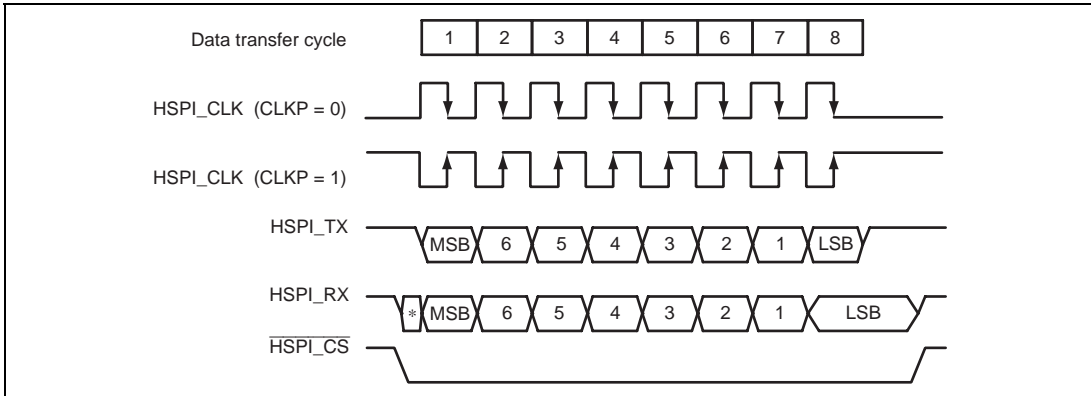 Data transfer cycle 1 2 3 4 5 6 7 8
HSPI_CLK (CLKP = 0)
HSPI_CLK (CLKP = 1)
HSPI_TX MSB 6 5 4 3 2 1 LSB
HSPI_RX * MSB 6 5 4 3 2 1 LSB
HSPI_CS